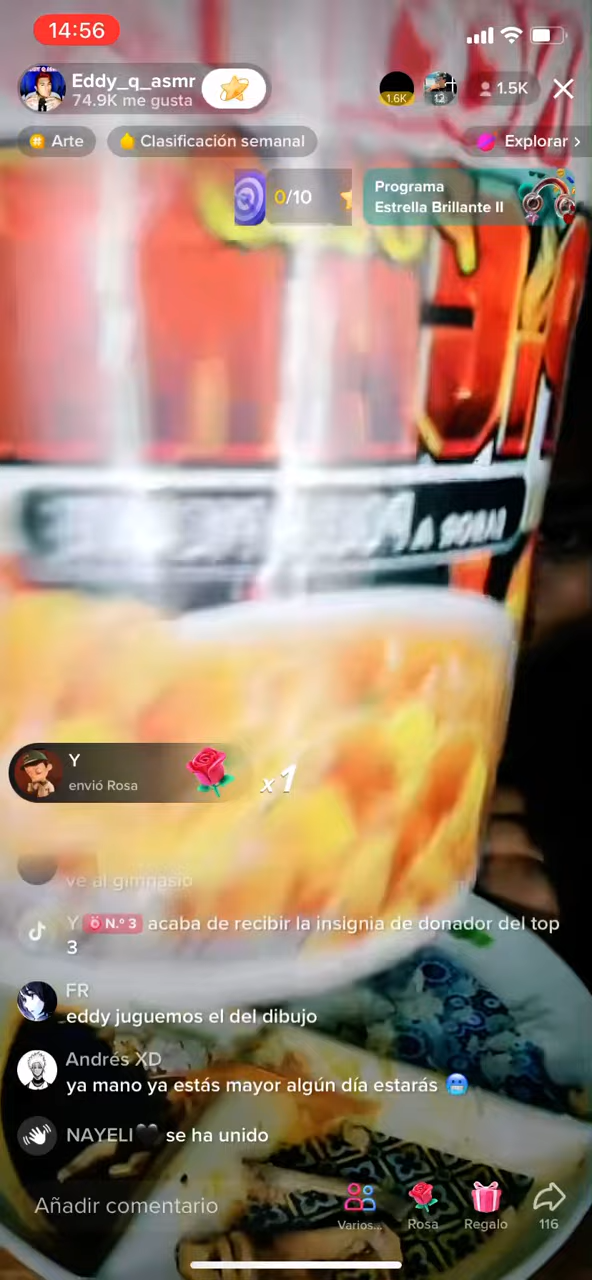 14:56
Eddy_q_asmr
74.9K me gusta
1.6K
12
1.5K
Arte
Clasificación semanal
Explorar >
0/10
Programa
Estrella Brillante II
Y
envió Rosa
x1
ve al gimnasio
Y N.º 3 acaba de recibir la insignia de donador del top
3
FR
eddy juguemos el del dibujo
Andrés XD
ya mano ya estás mayor algún día estarás 🥶
NAYELI🖤 se ha unido
Añadir comentario
Varios...
Rosa
Regalo
116